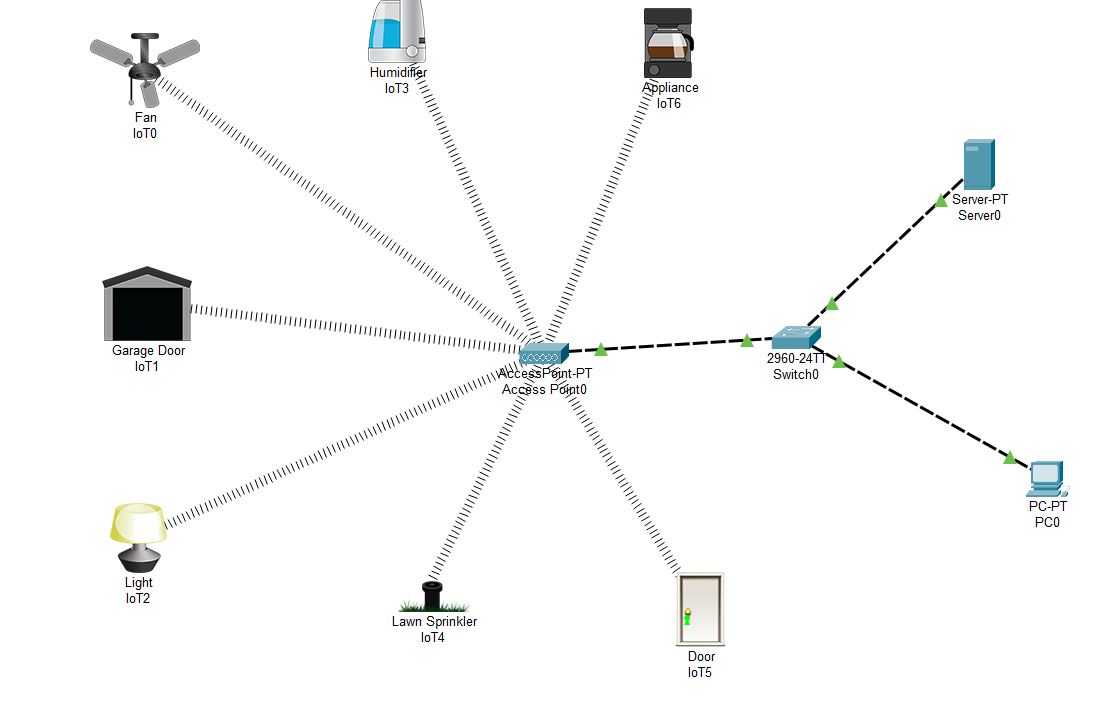 Humidifier
IoT3
Appliance
IoT6
Fan
IoT0
Server-PT
Server0
Garage Door
IoT1
2960-24TT
Switch0
AccessPoint-PT
Access Point0
PC-PT
PC0
Light
IoT2
Lawn Sprinkler
IoT4
Door
IoT5